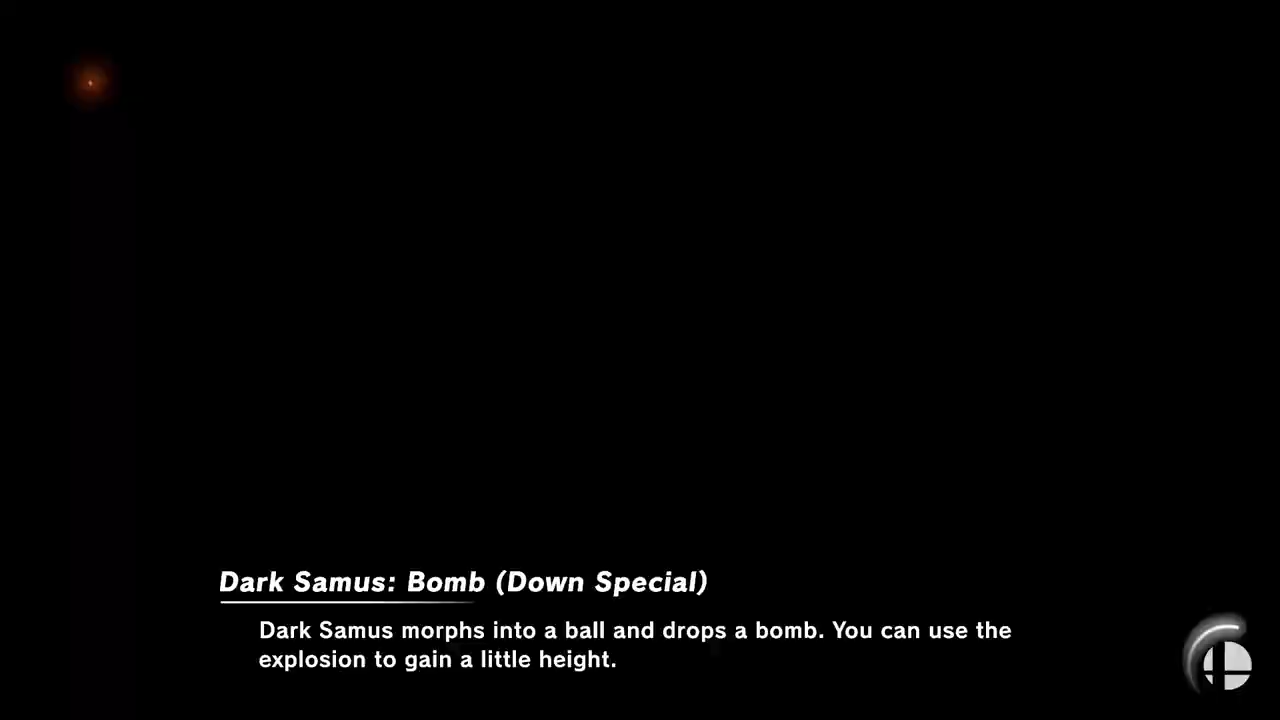 Dark Samus: Bomb (Down Special)
Dark Samus morphs into a ball and drops a bomb. You can use the
explosion to gain a little height.